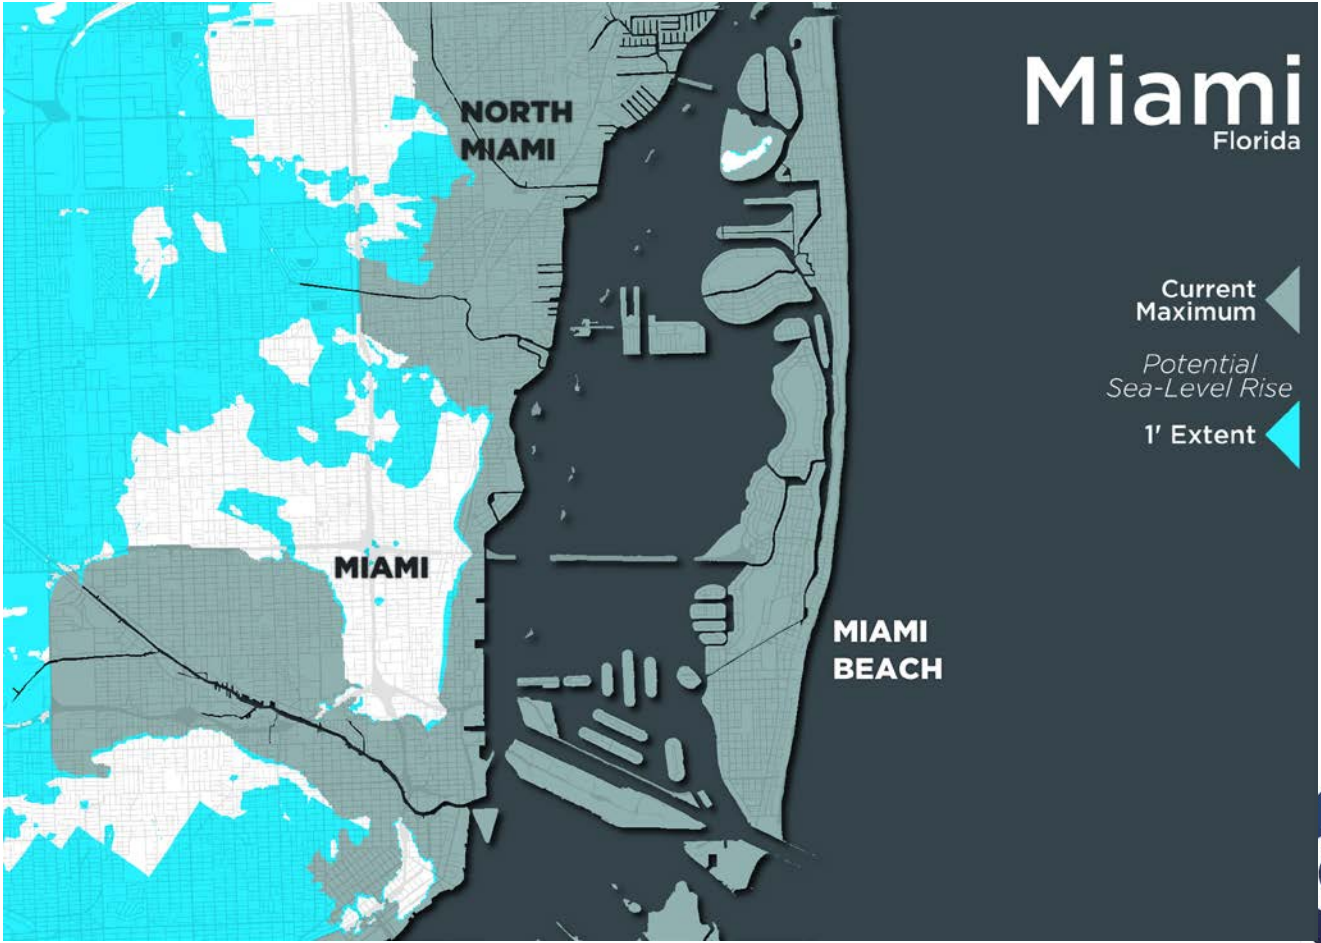 Miami
Florida
NORTH
MIAMI
Current
Maximum
Potential
Sea-Level Rise
1' Extent
MIAMI
MIAMI
BEACH